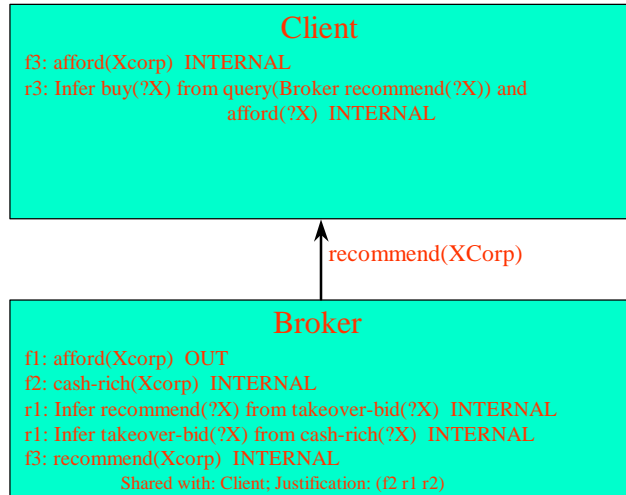 Client
f3: afford(Xcorp) INTERNAL
r3: Infer buy(?X) from query(Broker recommend(?X)) and
afford(?X) INTERNAL
recommend(XCorp)
Broker
f1: afford(Xcorp) OUT
f2: cash-rich(Xcorp) INTERNAL
r1: Infer recommend(?X) from takeover-bid(?X) INTERNAL
r1: Infer takeover-bid(?X) from cash-rich(?X) INTERNAL
f3: recommend(Xcorp) INTERNAL
Shared with: Client; Justification: (f2 r1 r2)